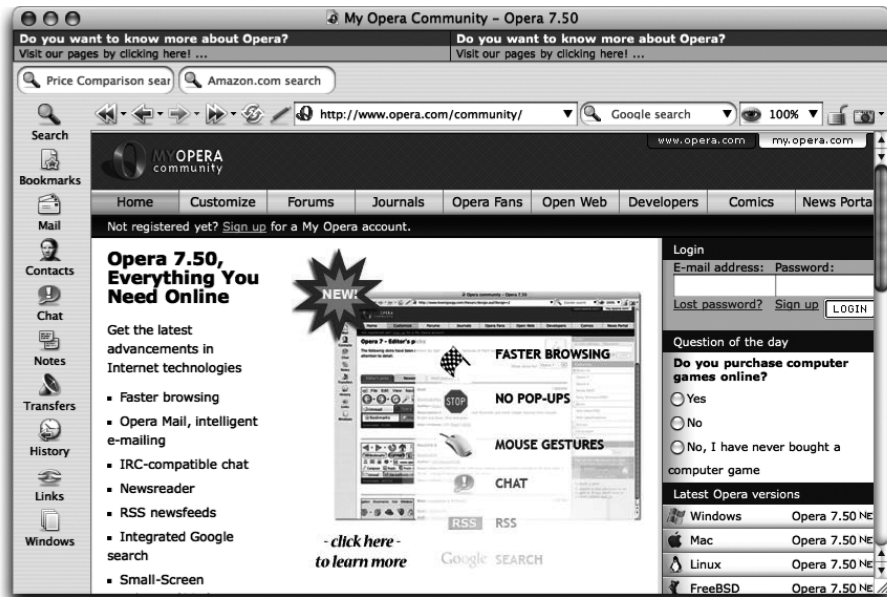 My Opera Community – Opera 7.50
Do you want to know more about Opera?
Visit our pages by clicking here! ...
Do you want to know more about Opera?
Visit our pages by clicking here! ...
Price Comparison sear
Amazon.com search
http://www.opera.com/community/
Google search
100%
Search
Bookmarks
Mail
Contacts
Chat
Notes
Transfers
History
Links
Windows
www.opera.com
my.opera.com
MYOPERA
community
Home
Customize
Forums
Journals
Opera Fans
Open Web
Developers
Comics
News Porta
Not registered yet? Sign up for a My Opera account.
Opera 7.50,
Everything You
Need Online
Get the latest
advancements in
Internet technologies
▪ Faster browsing
▪ Opera Mail, intelligent
e-mailing
▪ IRC-compatible chat
▪ Newsreader
▪ RSS newsfeeds
▪ Integrated Google
search
▪ Small-Screen
NEW!
FASTER BROWSING
STOP
NO POP-UPS
MOUSE GESTURES
CHAT
RSS
RSS
Google SEARCH
- click here -
to learn more
Login
E-mail address: Password:
Lost password? Sign up LOGIN
Question of the day
Do you purchase computer
games online?
Yes
No
No, I have never bought a
computer game
Latest Opera versions
Windows Opera 7.50 NE
Mac Opera 7.50 NE
Linux Opera 7.50 NE
FreeBSD Opera 7.50 NE